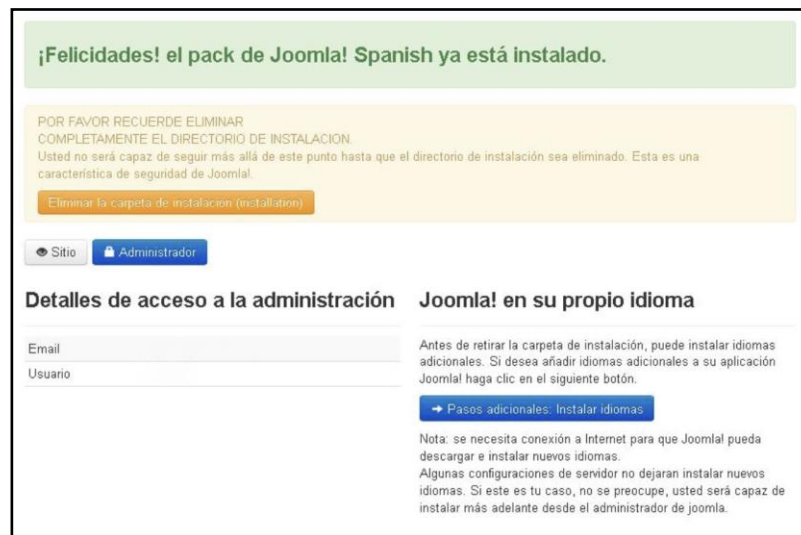 ¡Felicidades! el pack de Joomla! Spanish ya está instalado.
POR FAVOR RECUERDE ELIMINAR
COMPLETAMENTE EL DIRECTORIO DE INSTALACION.
Usted no será capaz de seguir más allá de este punto hasta que el directorio de instalación sea eliminado. Esta es una
característica de seguridad de Joomla!.
Eliminar la carpeta de instalación (installation)
Sitio
Administrador
Detalles de acceso a la administración
Email
Usuario
Joomla! en su propio idioma
Antes de retirar la carpeta de instalación, puede instalar idiomas
adicionales. Si desea añadir idiomas adicionales a su aplicación
Joomla! haga clic en el siguiente botón.
Pasos adicionales: Instalar idiomas
Nota: se necesita conexión a Internet para que Joomla! pueda
descargar e instalar nuevos idiomas.
Algunas configuraciones de servidor no dejaran instalar nuevos
idiomas. Si este es tu caso, no se preocupe, usted será capaz de
instalar más adelante desde el administrador de joomla.